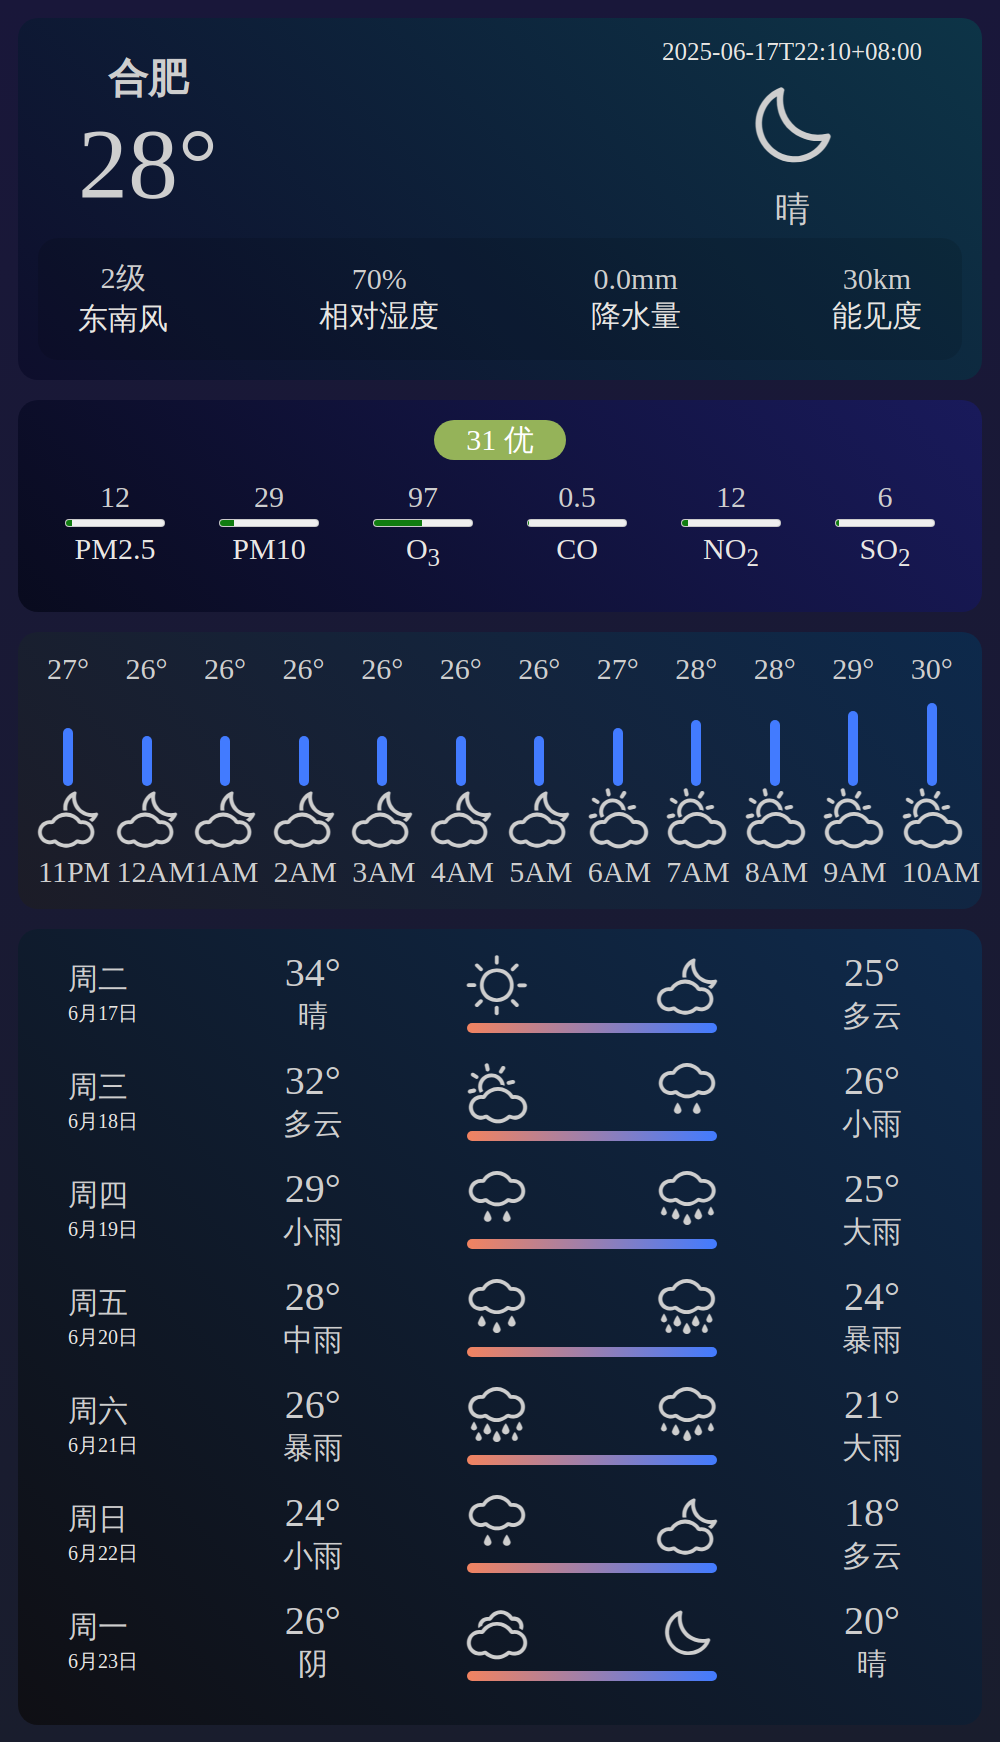 合肥
28°
2025-06-17T22:10+08:00
晴
2级 70% 0.0mm 30km
东南风 相对湿度 降水量 能见度
31 优
12 29 97 0.5 12 6
PM2.5 PM10 O3 CO NO2 SO2
27° 26° 26° 26° 26° 26° 26° 27° 28° 28° 29° 30°
11PM 12AM 1AM 2AM 3AM 4AM 5AM 6AM 7AM 8AM 9AM 10AM
周二 34° 25°
6月17日 晴 多云
周三 32° 26°
6月18日 多云 小雨
周四 29° 25°
6月19日 小雨 大雨
周五 28° 24°
6月20日 中雨 暴雨
周六 26° 21°
6月21日 暴雨 大雨
周日 24° 18°
6月22日 小雨 多云
周一 26° 20°
6月23日 阴 晴